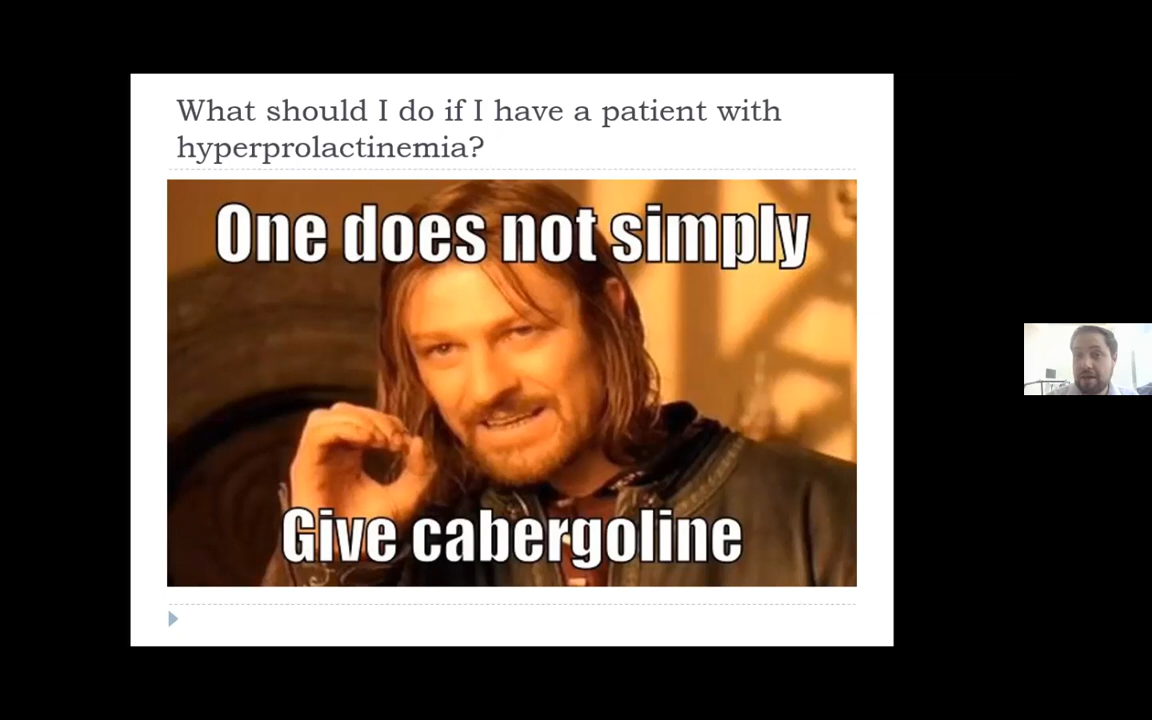 What should I do if I have a patient with
hyperprolactinemia?
One does not simply
Give cabergoline